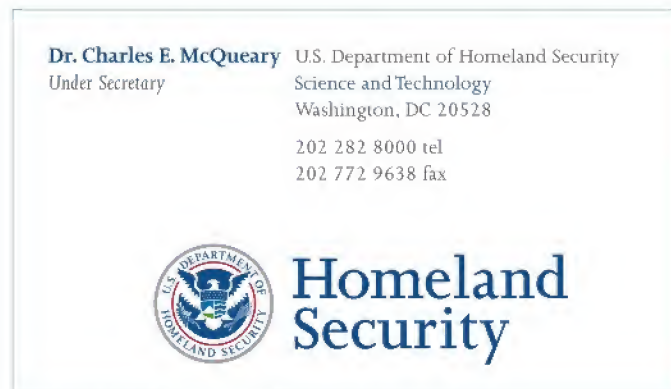 Dr. Charles E. McQueary
Under Secretary
U.S. Department of Homeland Security
Science and Technology
Washington, DC 20528
202 282 8000 tel
202 772 9638 fax
U.S. DEPARTMENT OF
HOMELAND SECURITY
Homeland
Security